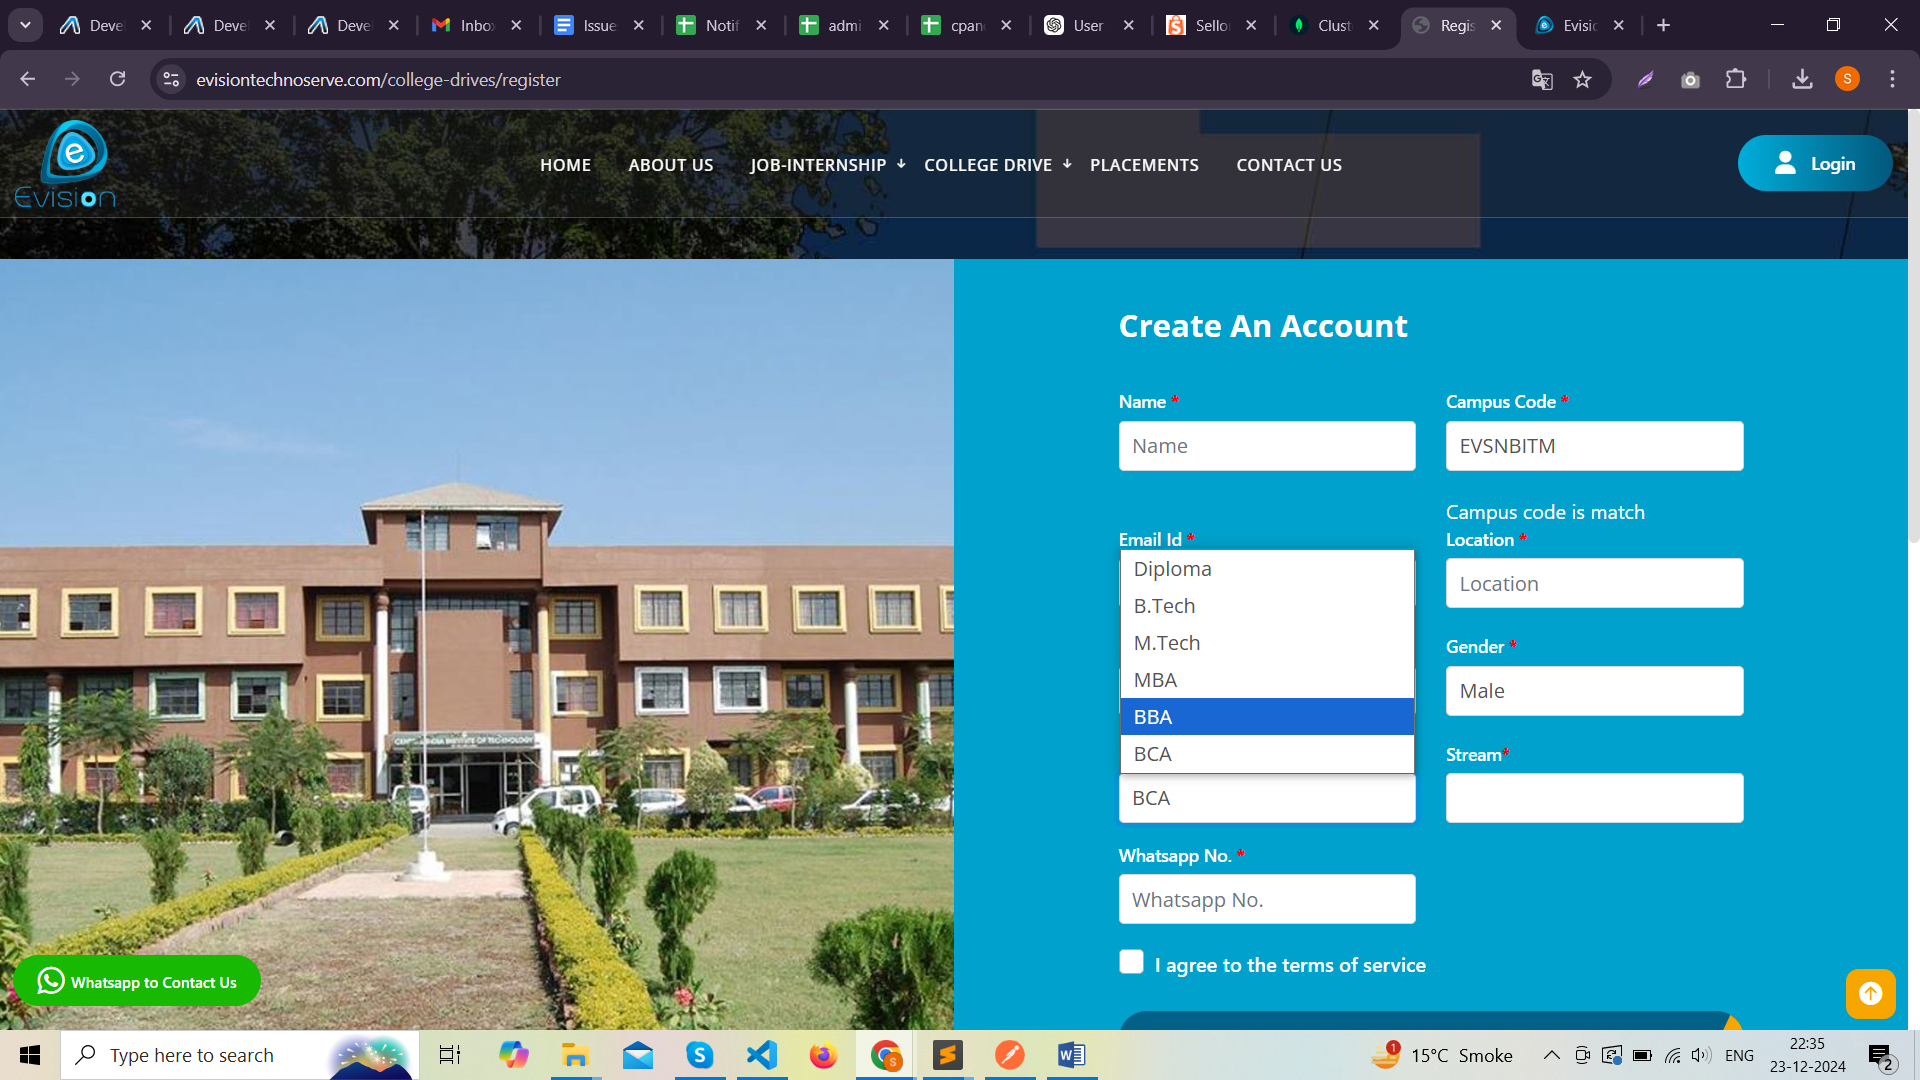 Deve
Deve
Deve
Inbox
Issue
Notif
admi
cpan
User
Sello
Clust
Regis
Evisio
evisiontechnoserve.com/college-drives/register
S
e
Evision
HOME
ABOUT US
JOB-INTERNSHIP
COLLEGE DRIVE
PLACEMENTS
CONTACT US
Login
Create An Account
Name *
Campus Code *
Name
EVSNBITM
Campus code is match
Email Id *
Location *
Location
Diploma
B.Tech
M.Tech
MBA
BBA
BCA
Gender *
Male
Stream*
BCA
Whatsapp No. *
Whatsapp No.
I agree to the terms of service
Whatsapp to Contact Us
Type here to search
1
15°C Smoke
ENG
22:35
23-12-2024
2